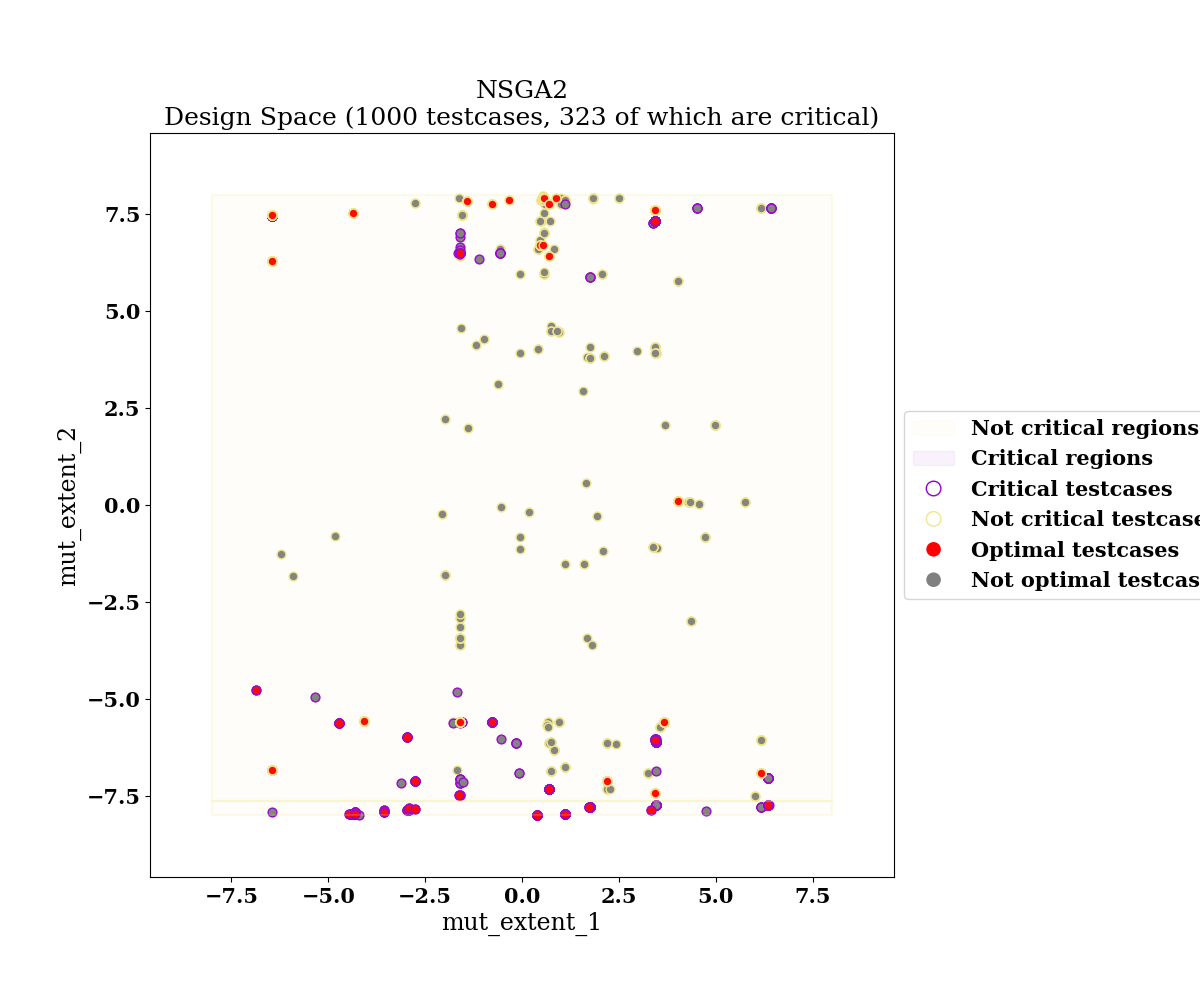 NSGA2
Design Space (1000 testcases, 323 of which are critical)
7.5
5.0
2.5
0.0
−2.5
−5.0
−7.5
mut_extent_2
−7.5
−5.0
−2.5
0.0
2.5
5.0
7.5
mut_extent_1
Not critical regions
Critical regions
Critical testcases
Not critical testcase
Optimal testcases
Not optimal testcas